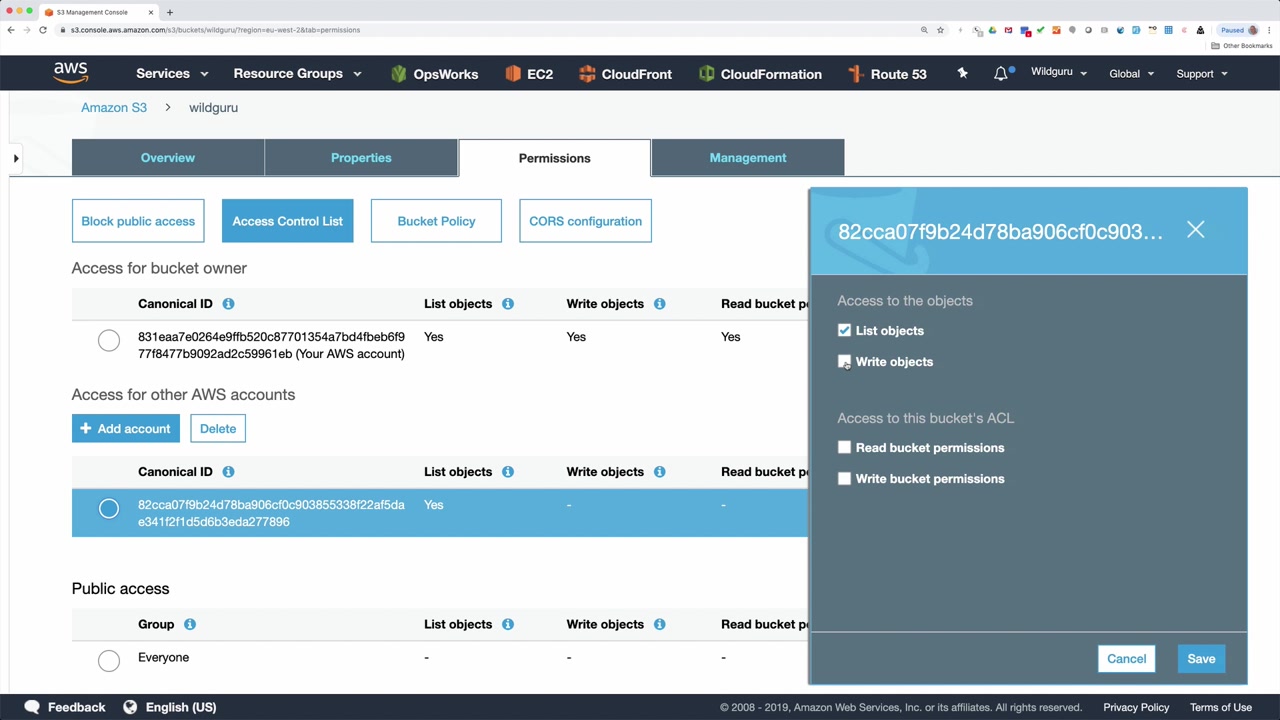 S3 Management Console
s3.console.aws.amazon.com/s3/buckets/wildguru/?region=eu-west-2&tab=permissions
Paused
Other Bookmarks
aws
Services
Resource Groups
OpsWorks
EC2
CloudFront
CloudFormation
Route 53
Wildguru
Global
Support
Amazon S3
wildguru
Overview
Properties
Permissions
Management
Block public access
Access Control List
Bucket Policy
CORS configuration
Access for bucket owner
Canonical ID
List objects
Write objects
Read bucket pe
831eaa7e0264e9ffb520c87701354a7bd4fbeb6f9
977f8477b9092ad2c59961eb (Your AWS account)
Yes
Yes
Yes
Access for other AWS accounts
+ Add account
Delete
Canonical ID
List objects
Write objects
Read bucket pe
82cca07f9b24d78ba906cf0c903855338f22af5da
e341f2f1d5d6b3eda277896
Yes
-
-
Public access
Group
List objects
Write objects
Read bucket pe
Everyone
-
-
-
82cca07f9b24d78ba906cf0c903...
Access to the objects
List objects
Write objects
Access to this bucket's ACL
Read bucket permissions
Write bucket permissions
Cancel
Save
Feedback
English (US)
© 2008 - 2019, Amazon Web Services, Inc. or its affiliates. All rights reserved.
Privacy Policy
Terms of Use